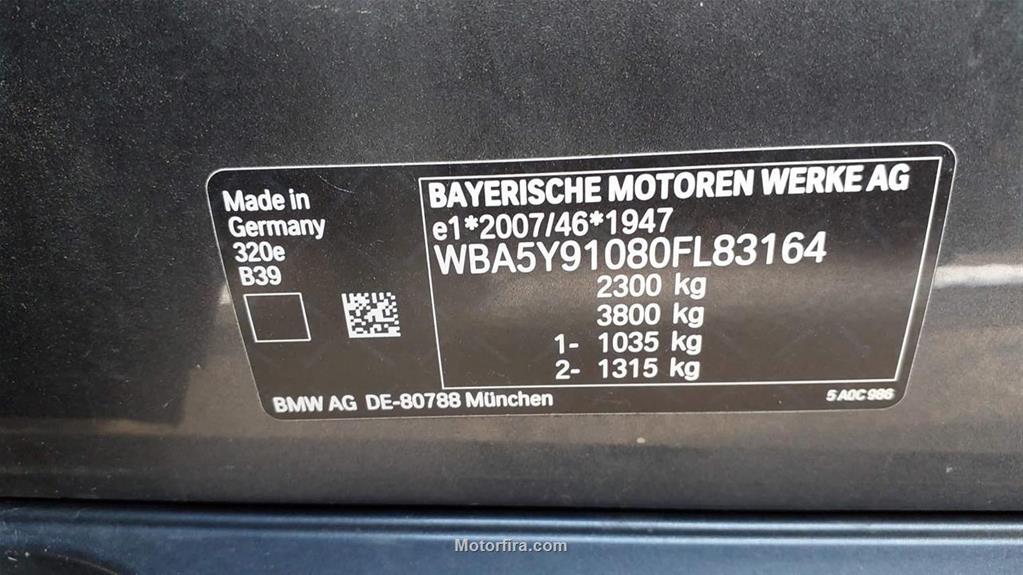 Made in
Germany
320e
B39
BAYERISCHE MOTOREN WERKE AG
e1*2007/46*1947
WBA5Y91080FL83164
2300 kg
3800 kg
1- 1035 kg
2- 1315 kg
BMW AG DE-80788 München
5 A0C 986
Motorfira.com